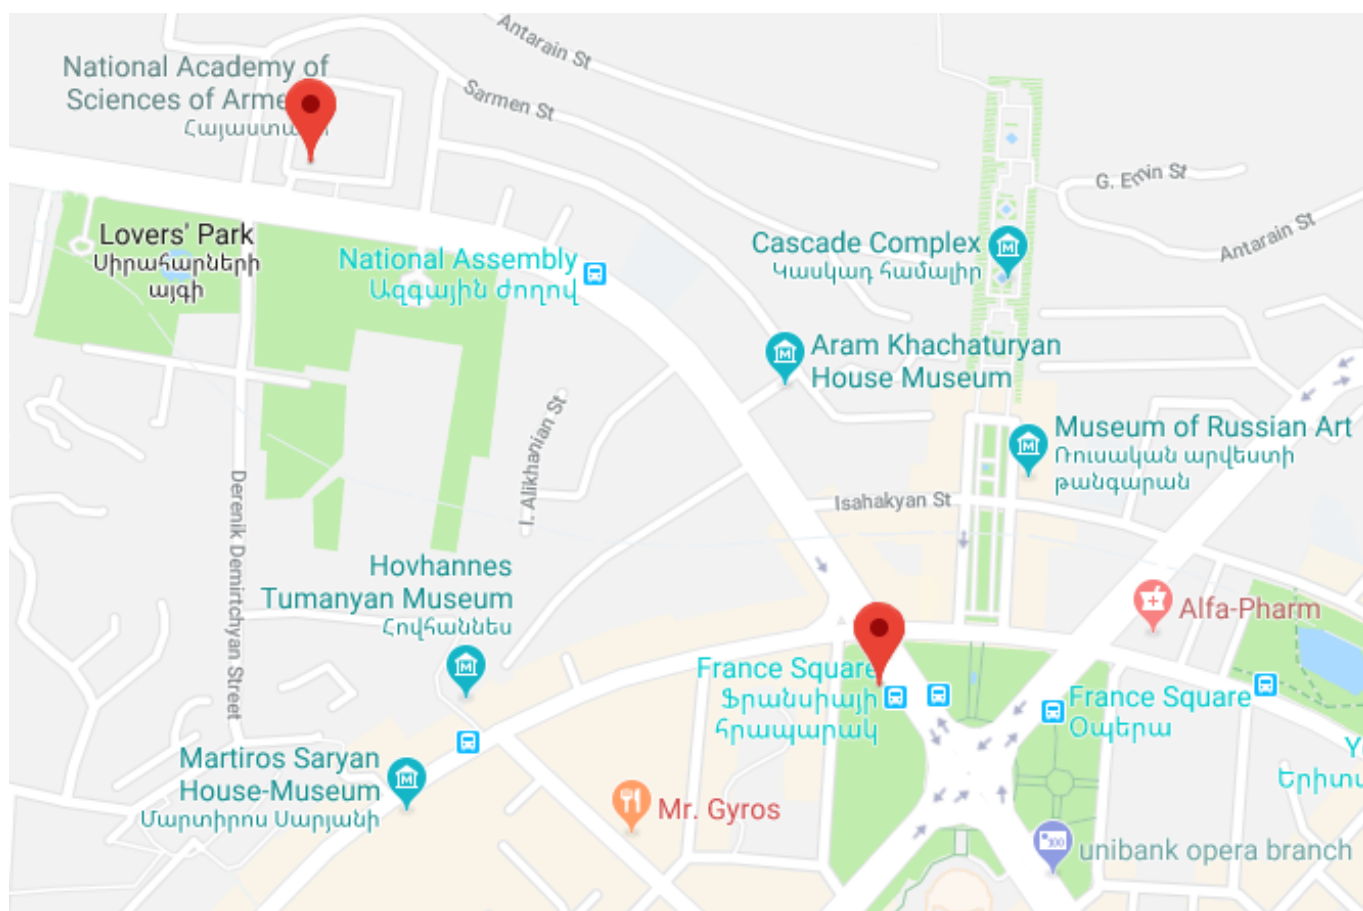 Antarain St
National Academy of
Sciences of Arme
Հայաստան
Sarmen St
G. Emin St
Antarain St
Lovers' Park
Սիրահարների
այգի
National Assembly
Ազգային ժողով
Cascade Complex
Կասկադ համալիր
Aram Khachaturyan
House Museum
I. Alikhanian St
Museum of Russian Art
Ռուսական արվեստի
թանգարան
Isahakyan St
Derenik Demirtchyan Street
Hovhannes
Tumanyan Museum
Հովհաննես
Alfa-Pharm
France Square
Ֆրանսիայի
հրապարակ
France Square
Օպերա
Martiros Saryan
House-Museum
Մարտիրոս Սարյանի
Y
Երիտ
Mr. Gyros
unibank opera branch